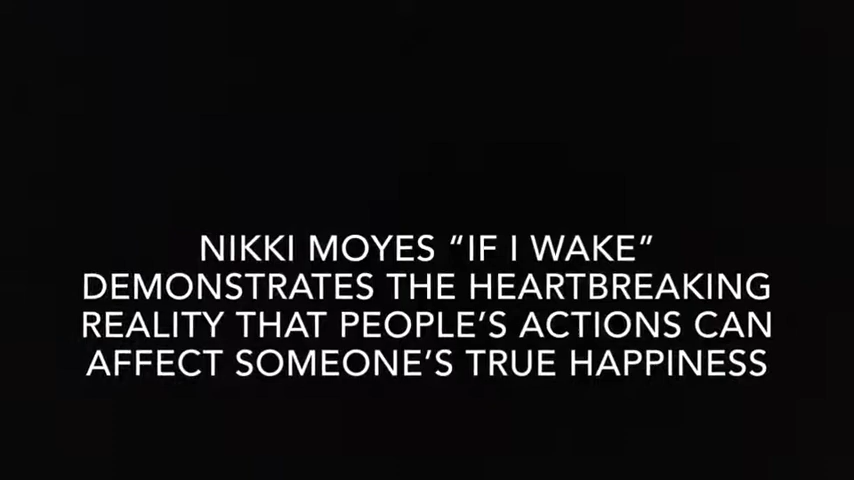 NIKKI MOYES “IF I WAKE”
DEMONSTRATES THE HEARTBREAKING
REALITY THAT PEOPLE’S ACTIONS CAN
AFFECT SOMEONE’S TRUE HAPPINESS